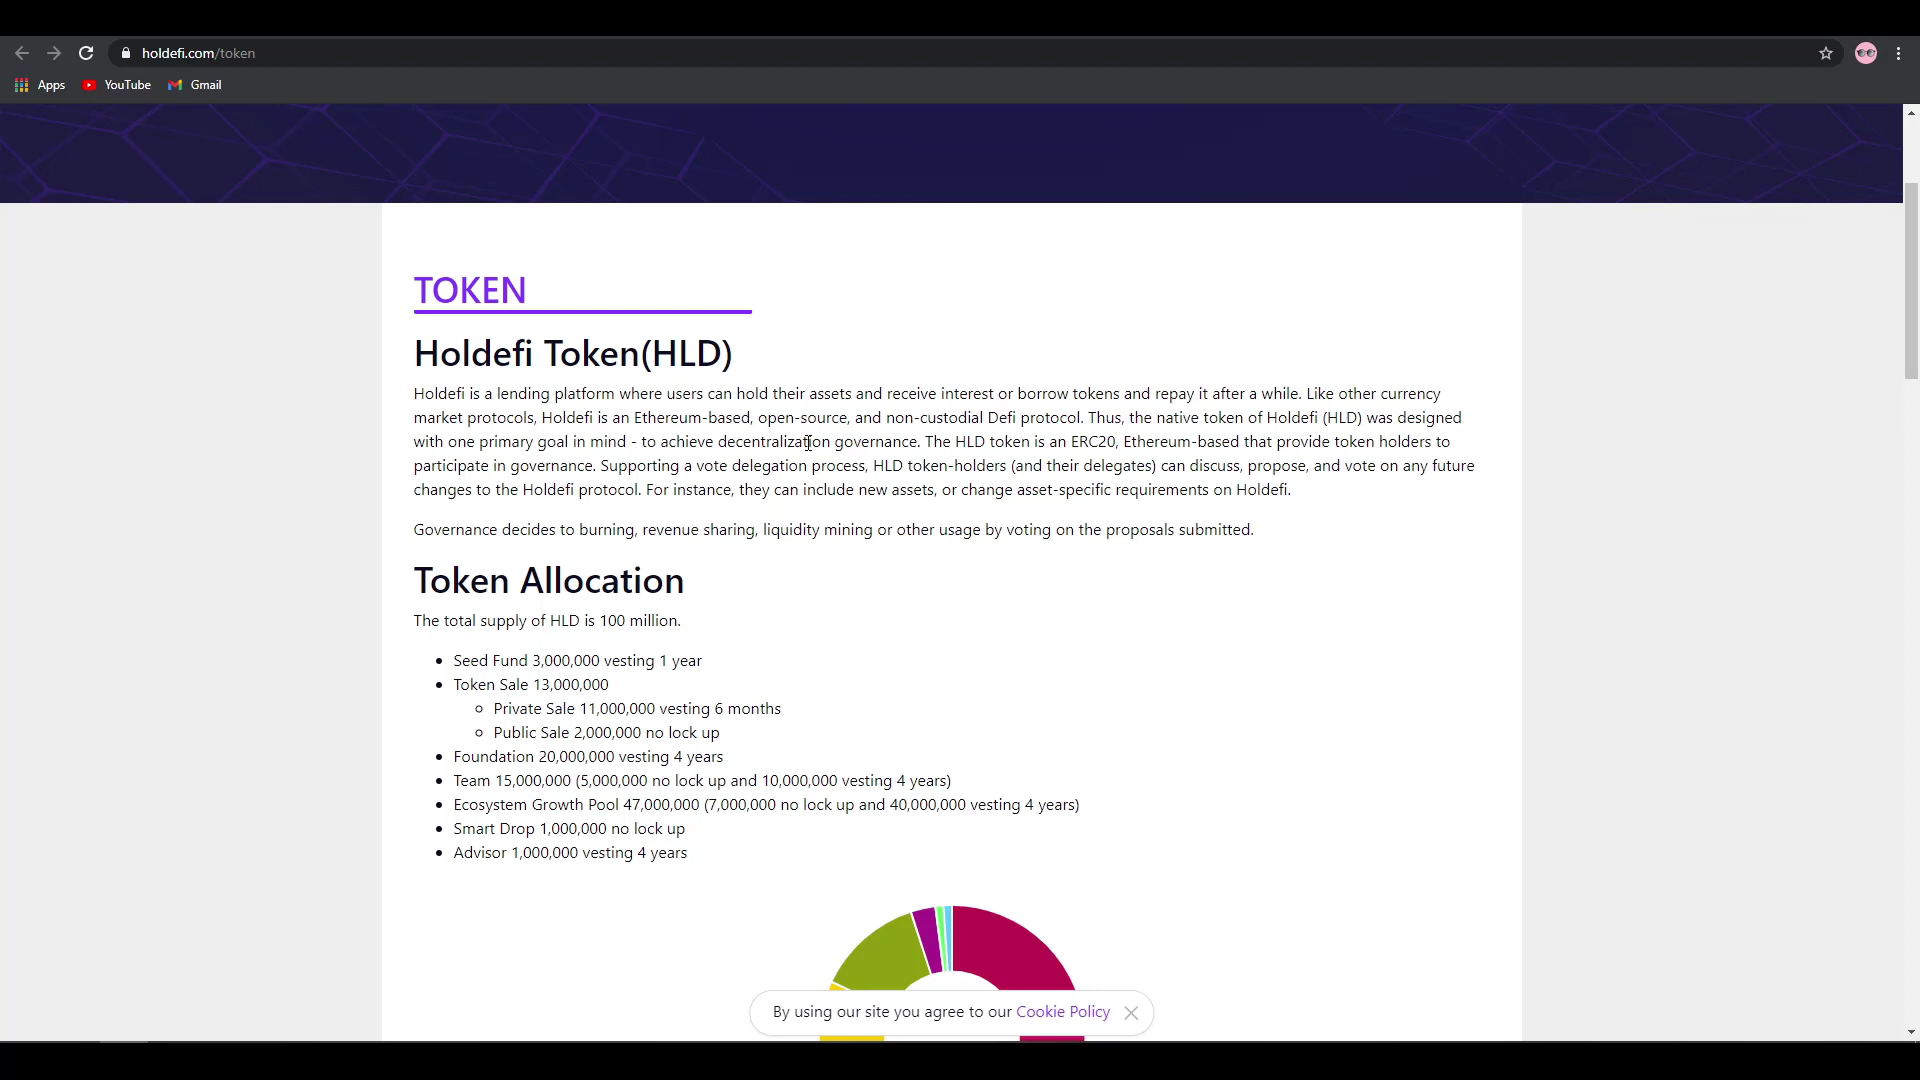 holdefi.com/token
Apps YouTube Gmail
TOKEN
Holdefi Token(HLD)
Holdefi is a lending platform where users can hold their assets and receive interest or borrow tokens and repay it after a while. Like other currency
market protocols, Holdefi is an Ethereum-based, open-source, and non-custodial Defi protocol. Thus, the native token of Holdefi (HLD) was designed
with one primary goal in mind - to achieve decentralization governance. The HLD token is an ERC20, Ethereum-based that provide token holders to
participate in governance. Supporting a vote delegation process, HLD token-holders (and their delegates) can discuss, propose, and vote on any future
changes to the Holdefi protocol. For instance, they can include new assets, or change asset-specific requirements on Holdefi.
Governance decides to burning, revenue sharing, liquidity mining or other usage by voting on the proposals submitted.
Token Allocation
The total supply of HLD is 100 million.
Seed Fund 3,000,000 vesting 1 year
Token Sale 13,000,000
Private Sale 11,000,000 vesting 6 months
Public Sale 2,000,000 no lock up
Foundation 20,000,000 vesting 4 years
Team 15,000,000 (5,000,000 no lock up and 10,000,000 vesting 4 years)
Ecosystem Growth Pool 47,000,000 (7,000,000 no lock up and 40,000,000 vesting 4 years)
Smart Drop 1,000,000 no lock up
Advisor 1,000,000 vesting 4 years
By using our site you agree to our Cookie Policy